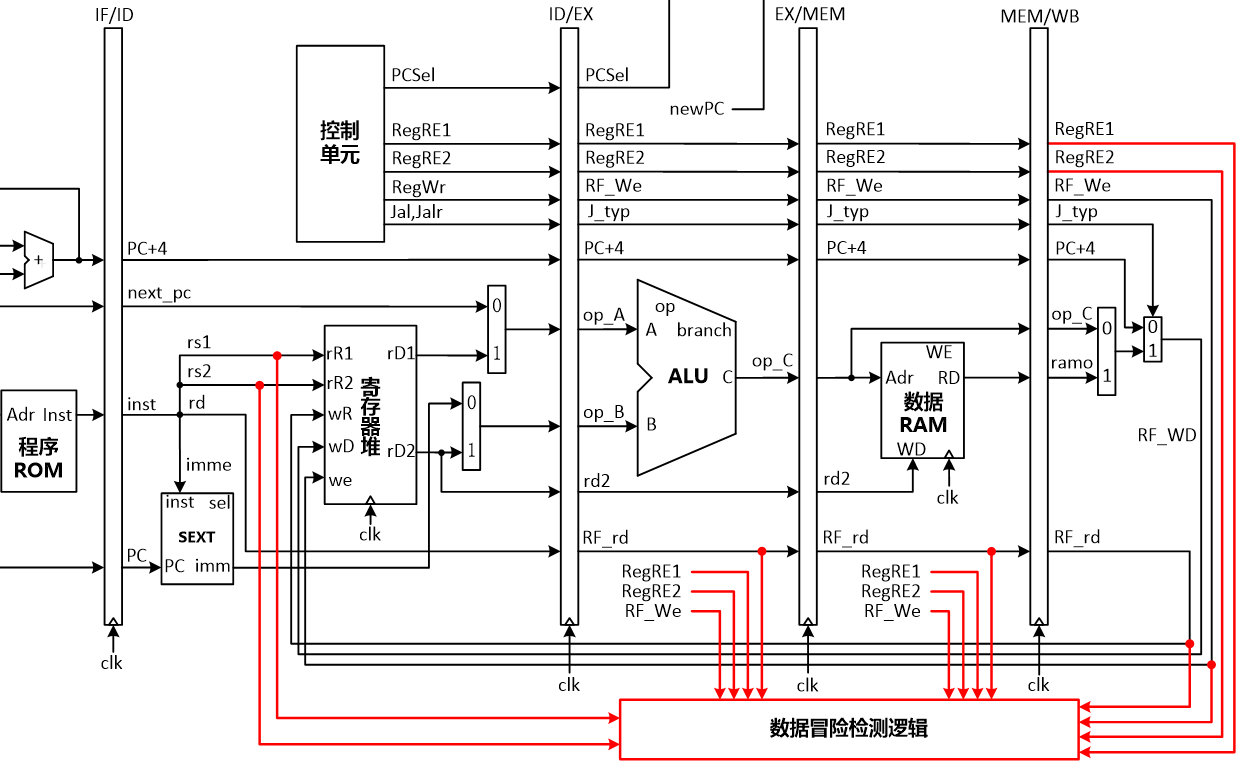 IF/ID
ID/EX
EX/MEM
MEM/WB
控制
单元
PCSel
PCSel
newPC
RegRE1
RegRE1
RegRE1
RegRE1
RegRE2
RegRE2
RegRE2
RegRE2
RegWr
RF_We
RF_We
RF_We
Jal,Jalr
J_typ
J_typ
J_typ
+
PC+4
PC+4
PC+4
PC+4
next_pc
0
1
op_A
op
A
branch
ALU
C
B
op_C
WE
Adr
RD
数据
RAM
WD
clk
op_C
0
ramo
1
0
1
RF_WD
rs1
rs2
rd
inst
imme
rR1
rD1
rR2
wR
wD
rD2
we
寄存器堆
clk
0
1
op_B
Adr
Inst
程序
ROM
inst
sel
SEXT
PC
PC
imm
rd2
rd2
RF_rd
RF_rd
RF_rd
RegRE1
RegRE2
RF_We
RegRE1
RegRE2
RF_We
clk
clk
clk
clk
数据冒险检测逻辑